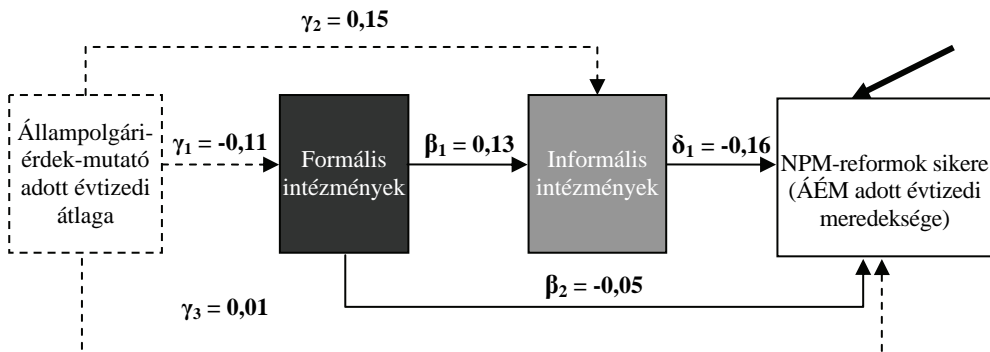 γ₂ = 0,15
Állampolgári-
érdek-mutató
adott évtizedi
átlaga
γ₁ = -0,11
Formális
intézmények
β₁ = 0,13
Informális
intézmények
δ₁ = -0,16
NPM-reformok sikere
(ÁÉM adott évtizedi
meredeksége)
β₂ = -0,05
γ₃ = 0,01